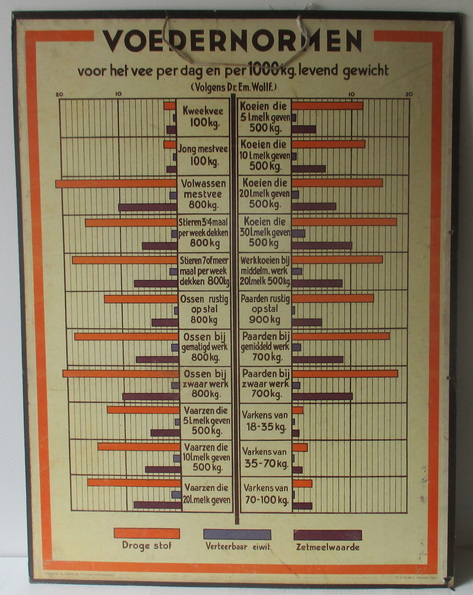 VOEDERNORMEN
voor het vee per dag en per 1000 kg. levend gewicht
(Volgens Dr. Em. Wolff.)
20 10 10 20
Kweekvee
100 kg.
Jong mestvee
100 kg.
Volwassen
mestvee
800 kg.
Stieren 3·4 maal
per week dekken
800 kg
Stieren 7 of meer
maal per week
dekken 800 kg
Ossen rustig
op stal
800 kg
Ossen bij
gematigd werk
800 kg.
Ossen bij
zwaar werk
800 kg.
Vaarzen die
5 l. melk geven
500 kg.
Vaarzen die
10 l. melk geven
500 kg.
Vaarzen die
20 l. melk geven
Koeien die
5 l. melk geven
500 kg.
Koeien die
10 l. melk geven
500 kg.
Koeien die
20 l. melk geven
500 kg.
Koeien die
30 l. melk geven
500 kg
Werkkoeien bij
middelm. werk
20 l. melk 500 kg
Paarden rustig
op stal
900 kg
Paarden bij
gemiddeld werk
700 kg.
Paarden bij
zwaar werk
700 kg.
Varkens van
18-35 kg.
Varkens van
35-70 kg.
Varkens van
70-100 kg.
Droge stof
Verteerbaar eiwit
Zetmeelwaarde